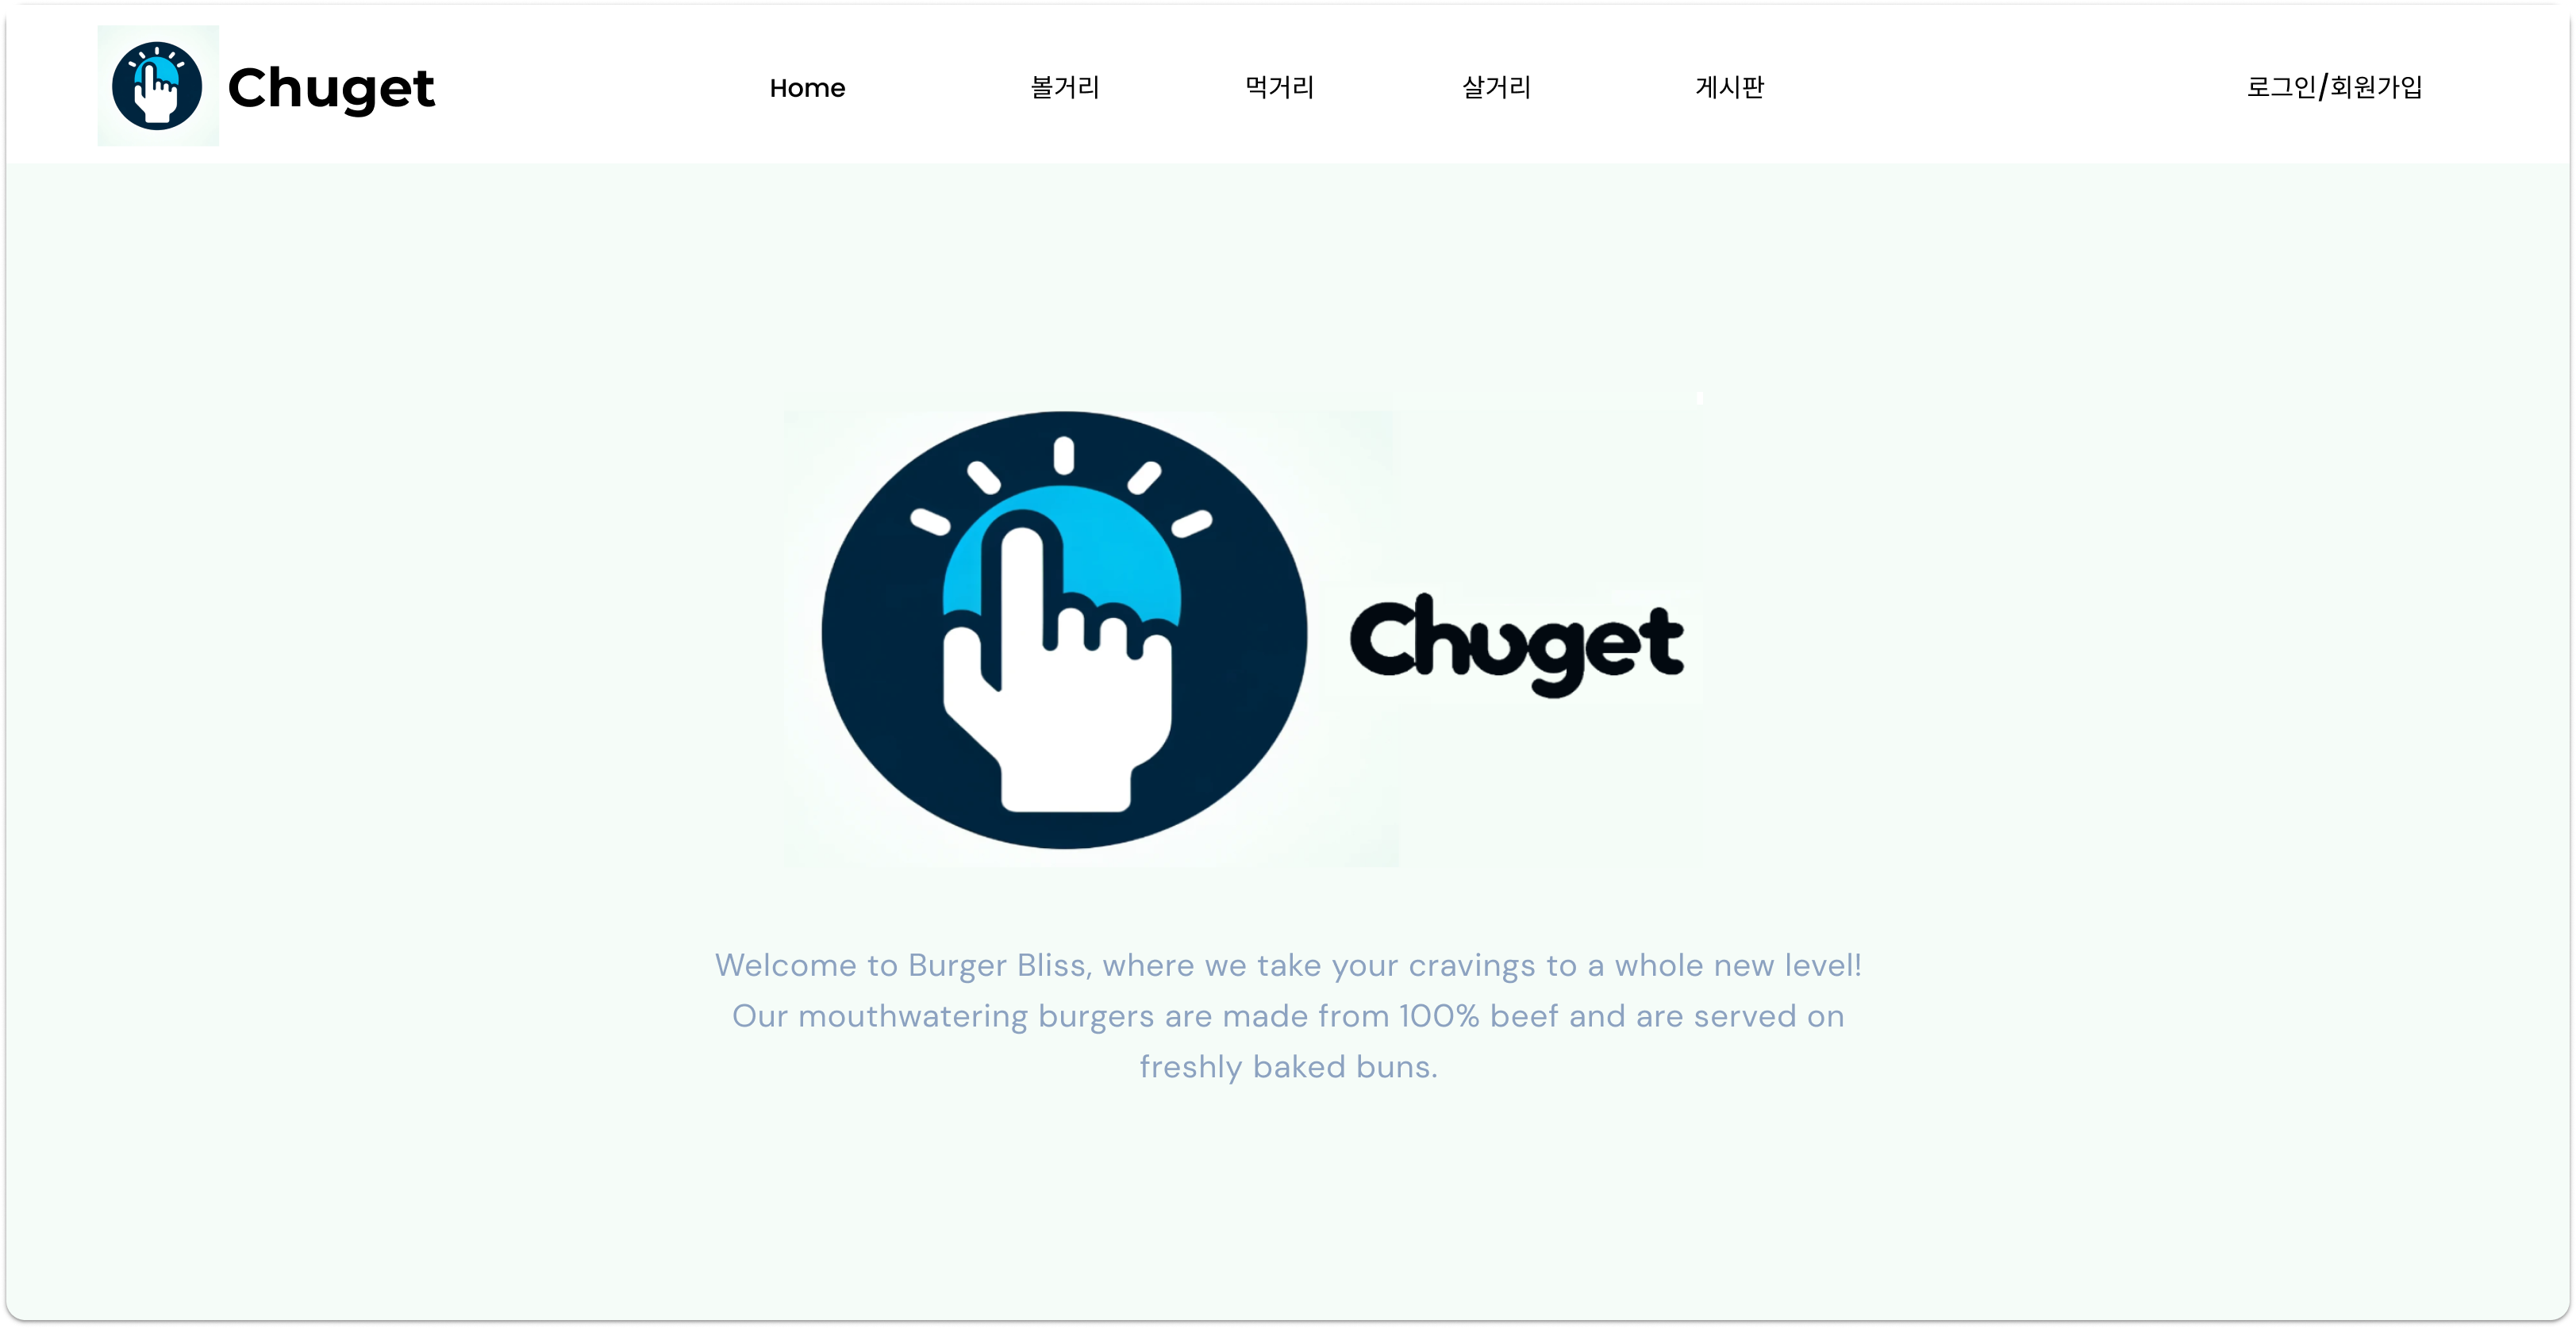 Chuget
Home
볼거리
먹거리
살거리
게시판
로그인/회원가입
Chuget
Welcome to Burger Bliss, where we take your cravings to a whole new level!
Our mouthwatering burgers are made from 100% beef and are served on
freshly baked buns.